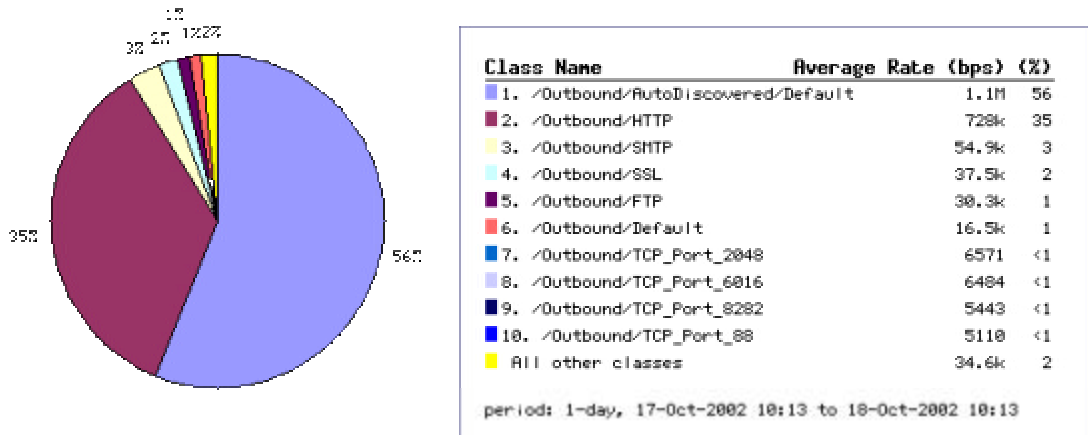 1%
3% 2% 1% 2%
35%
56%
Class Name Average Rate (bps) (%)
1. /Outbound/AutoDiscovered/Default 1.1M 56
2. /Outbound/HTTP 728k 35
3. /Outbound/SMTP 54.9k 3
4. /Outbound/SSL 37.5k 2
5. /Outbound/FTP 30.3k 1
6. /Outbound/Default 16.5k 1
7. /Outbound/TCP_Port_2048 6571 <1
8. /Outbound/TCP_Port_6016 6484 <1
9. /Outbound/TCP_Port_8282 5443 <1
10. /Outbound/TCP_Port_88 5110 <1
All other classes 34.6k 2
period: 1-day, 17-Oct-2002 10:13 to 18-Oct-2002 10:13